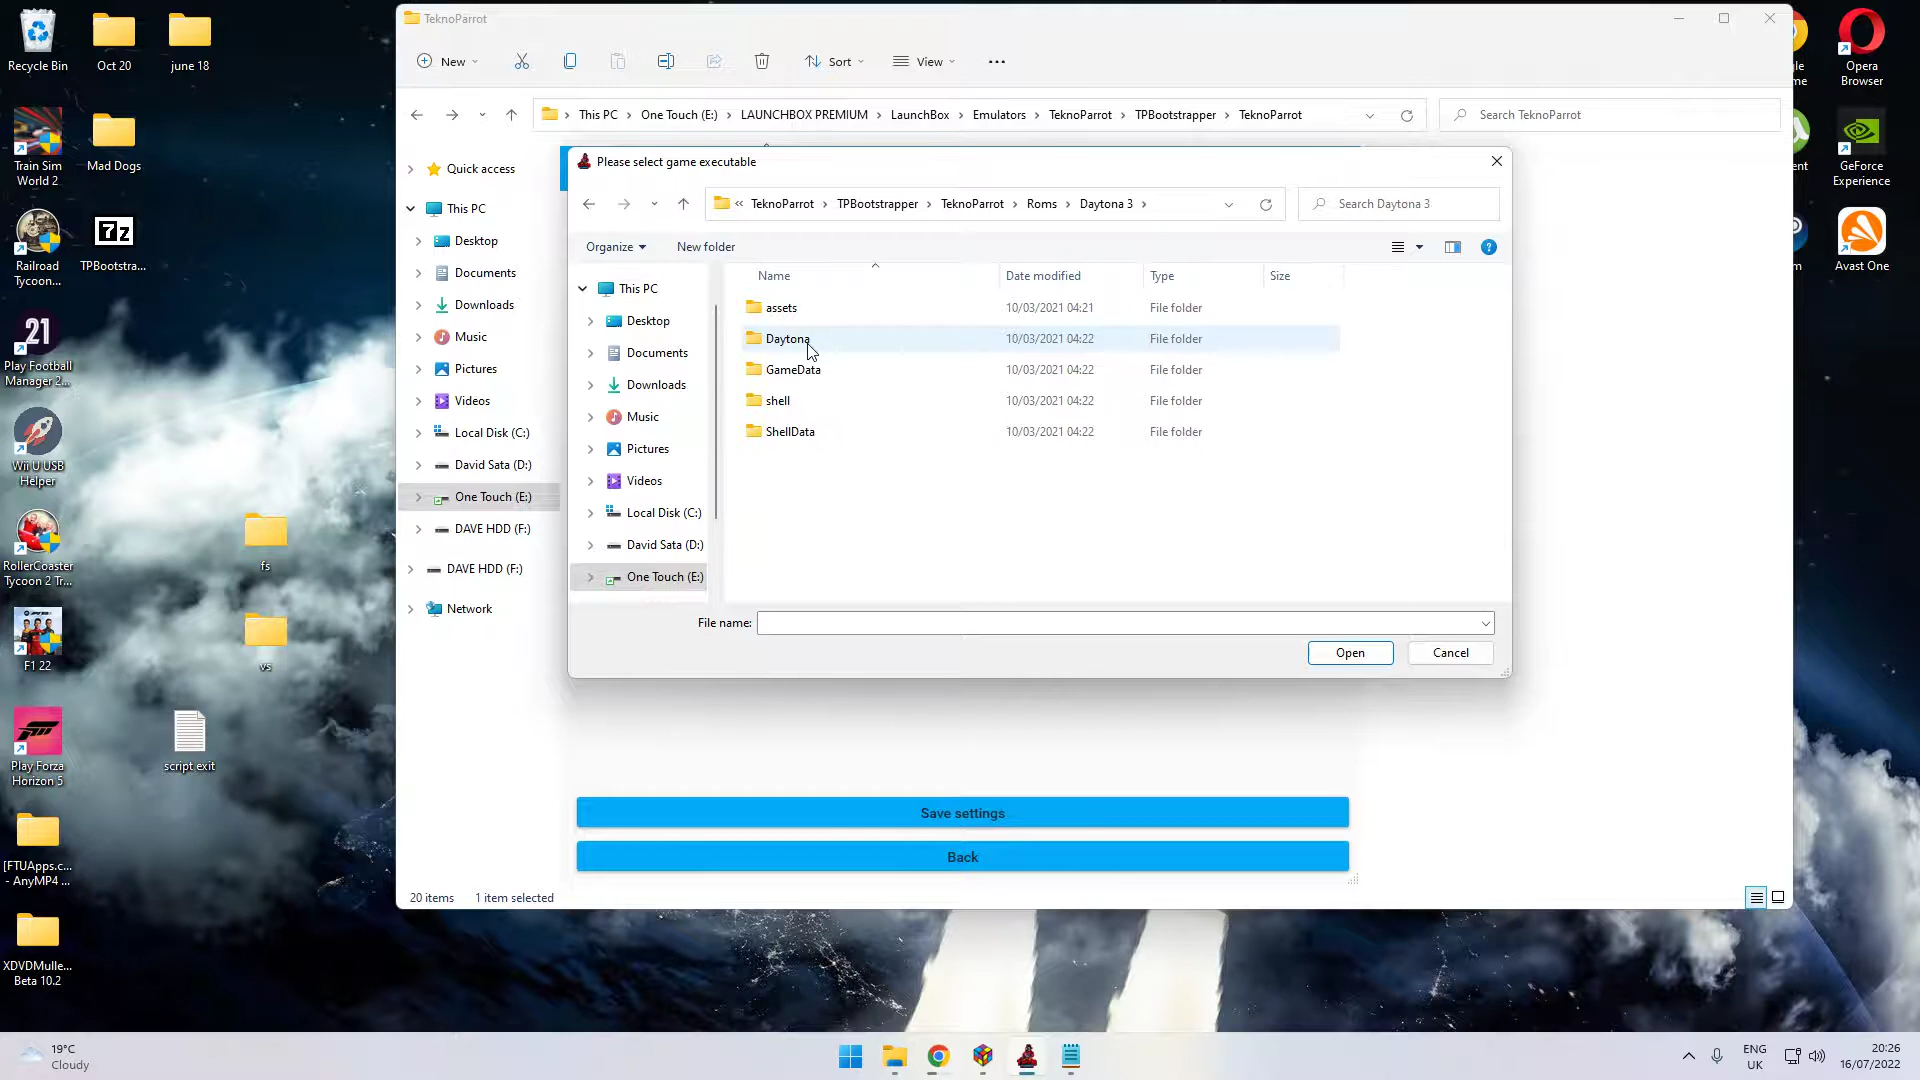 Recycle Bin
Oct 20
june 18
Train Sim
World 2
Mad Dogs
Railroad
Tycoon...
TPBootstra...
Play Football
Manager 2...
Wii U USB
Helper
RollerCoaster
Tycoon 2 Tr...
fs
F1 22
vs
Play Forza
Horizon 5
script exit
[FTUApps.c...
- AnyMP4 ...
XDVDMulle...
Beta 10.2
TeknoParrot
New
Sort
View
This PC
One Touch (E:)
LAUNCHBOX PREMIUM
LaunchBox
Emulators
TeknoParrot
TPBootstrapper
TeknoParrot
Search TeknoParrot
Quick access
This PC
Desktop
Documents
Downloads
Music
Pictures
Videos
Local Disk (C:)
David Sata (D:)
One Touch (E:)
DAVE HDD (F:)
DAVE HDD (F:)
Network
Please select game executable
« TeknoParrot
TPBootstrapper
TeknoParrot
Roms
Daytona 3
Search Daytona 3
Organize
New folder
This PC
Desktop
Documents
Downloads
Music
Pictures
Videos
Local Disk (C:)
David Sata (D:)
One Touch (E:)
Name
Date modified
Type
Size
assets 10/03/2021 04:21 File folder
Daytona 10/03/2021 04:22 File folder
GameData 10/03/2021 04:22 File folder
shell 10/03/2021 04:22 File folder
ShellData 10/03/2021 04:22 File folder
File name:
Open
Cancel
Save settings
Back
20 items
1 item selected
Opera
Browser
GeForce
Experience
Avast One
19°C
Cloudy
ENG
UK
20:26
16/07/2022